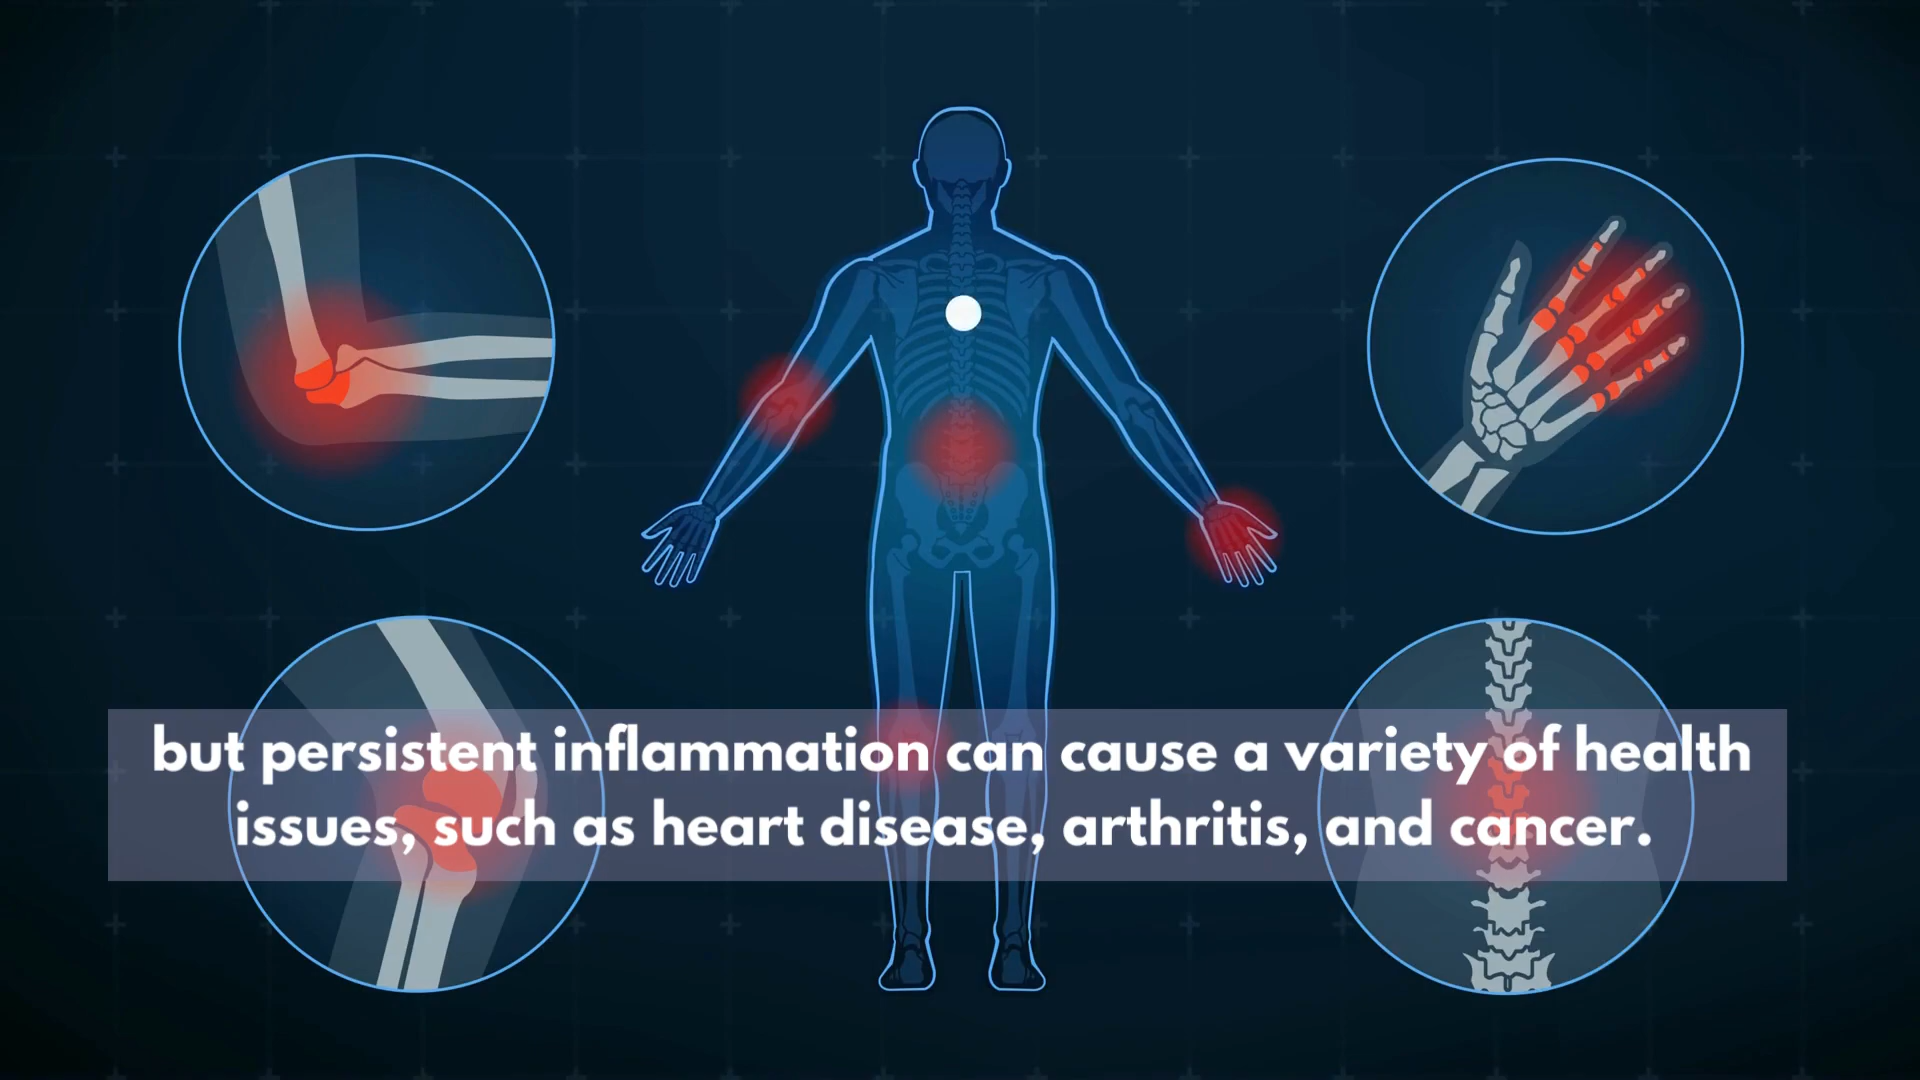 but persistent inflammation can cause a variety of health
issues, such as heart disease, arthritis, and cancer.